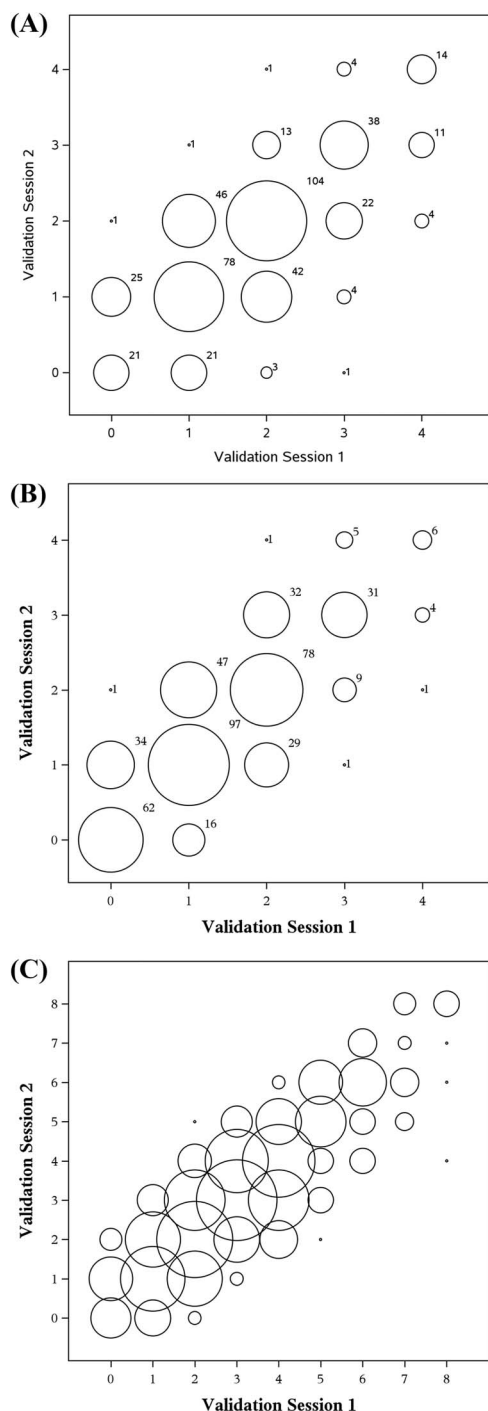 (A)
4 1 4 14
3 1 13 38 11
2 1 46 104 22 4
1 25 78 42 4
0 21 21 3 1
0 1 2 3 4
Validation Session 1
Validation Session 2
(B)
4 1 5 6
3 32 31 4
2 1 47 78 9 1
1 34 97 29 1
0 62 16
0 1 2 3 4
Validation Session 1
Validation Session 2
(C)
8
7
6
5
4
3
2
1
0
0 1 2 3 4 5 6 7 8
Validation Session 1
Validation Session 2